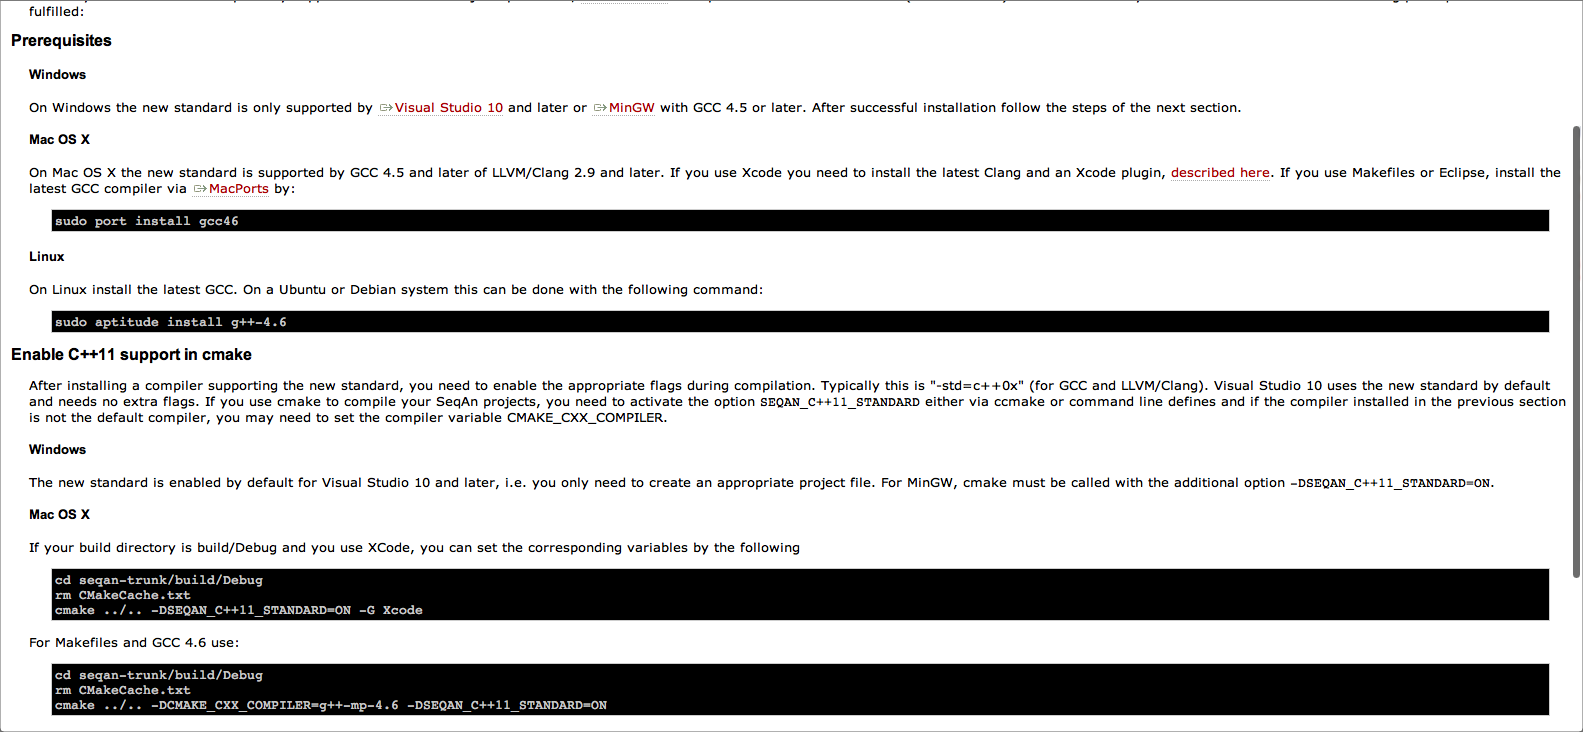 fulfilled:
Prerequisites
Windows
On Windows the new standard is only supported by Visual Studio 10 and later or MinGW with GCC 4.5 or later. After successful installation follow the steps of the next section.
Mac OS X
On Mac OS X the new standard is supported by GCC 4.5 and later of LLVM/Clang 2.9 and later. If you use Xcode you need to install the latest Clang and an Xcode plugin, described here. If you use Makefiles or Eclipse, install the
latest GCC compiler via MacPorts by:
sudo port install gcc46
Linux
On Linux install the latest GCC. On a Ubuntu or Debian system this can be done with the following command:
sudo aptitude install g++-4.6
Enable C++11 support in cmake
After installing a compiler supporting the new standard, you need to enable the appropriate flags during compilation. Typically this is "-std=c++0x" (for GCC and LLVM/Clang). Visual Studio 10 uses the new standard by default
and needs no extra flags. If you use cmake to compile your SeqAn projects, you need to activate the option SEQAN_C++11_STANDARD either via ccmake or command line defines and if the compiler installed in the previous section
is not the default compiler, you may need to set the compiler variable CMAKE_CXX_COMPILER.
Windows
The new standard is enabled by default for Visual Studio 10 and later, i.e. you only need to create an appropriate project file. For MinGW, cmake must be called with the additional option -DSEQAN_C++11_STANDARD=ON.
Mac OS X
If your build directory is build/Debug and you use XCode, you can set the corresponding variables by the following
cd seqan-trunk/build/Debug
rm CMakeCache.txt
cmake ../.. -DSEQAN_C++11_STANDARD=ON -G Xcode
For Makefiles and GCC 4.6 use:
cd seqan-trunk/build/Debug
rm CMakeCache.txt
cmake ../.. -DCMAKE_CXX_COMPILER=g++-mp-4.6 -DSEQAN_C++11_STANDARD=ON